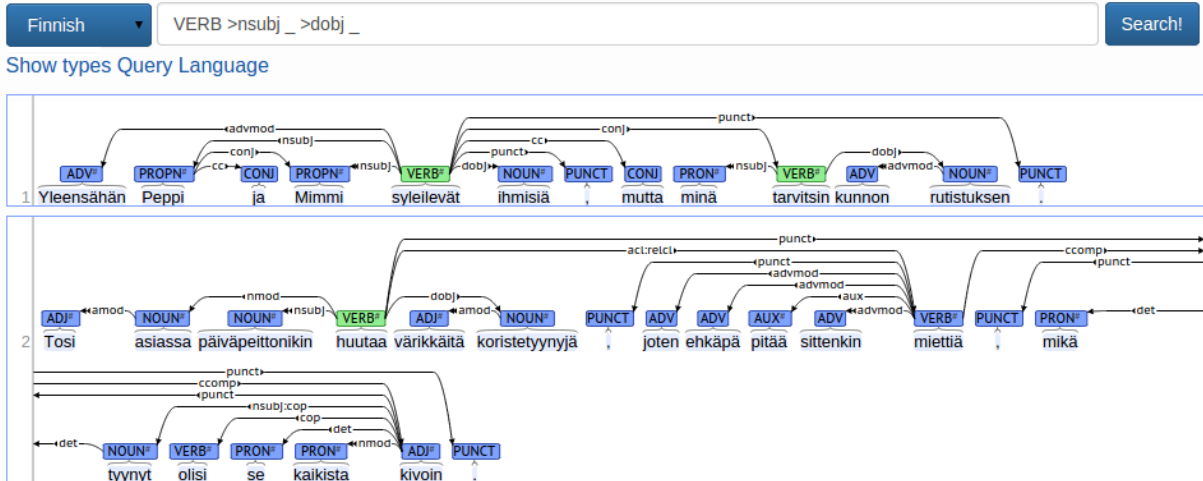 Finnish VERB >nsubj _ >dobj _ Search!
Show types Query Language
punct
advmod conj
nsubj cc
conj punct dobj
cc nsubj dobj nsubj advmod
ADV# PROPN# CONJ PROPN# VERB# NOUN# PUNCT CONJ PRON# VERB# ADV NOUN# PUNCT
1 Yleensähän Peppi ja Mimmi syleilevät ihmisiä , mutta minä tarvitsin kunnon rutistuksen .
punct
acl:relcl ccomp
punct punct
advmod
advmod
nmod dobj aux
amod nsubj amod advmod det
ADJ# NOUN# NOUN# VERB# ADJ# NOUN# PUNCT ADV ADV AUX# ADV VERB# PUNCT PRON#
2 Tosi asiassa päiväpeittonikin huutaa värikkäitä koristetyynyjä , joten ehkäpä pitää sittenkin miettiä , mikä
punct
ccomp
punct
nsubj:cop
cop
det
det nmod
NOUN# VERB# PRON# PRON# ADJ# PUNCT
tyynyt olisi se kaikista kivoin .